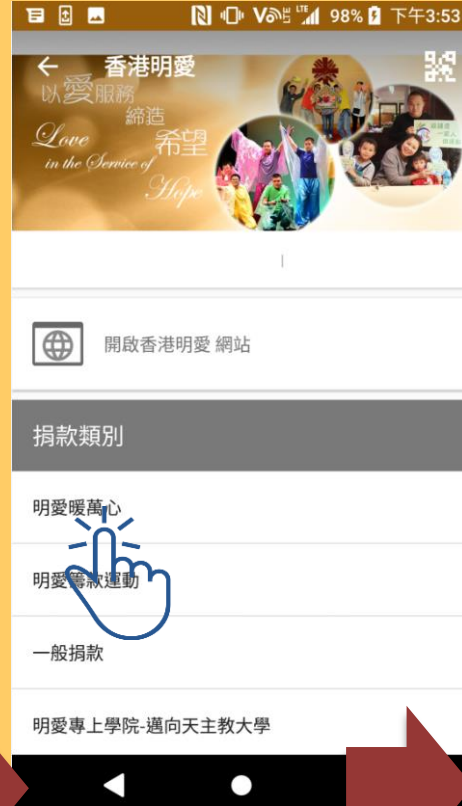 LTE
98%
下午3:53
香港明愛
以愛服務
締造
希望
Love
in the Service of
Hope
開啟香港明愛 網站
捐款類別
明愛暖萬心
明愛籌款運動
一般捐款
明愛專上學院-邁向天主教大學